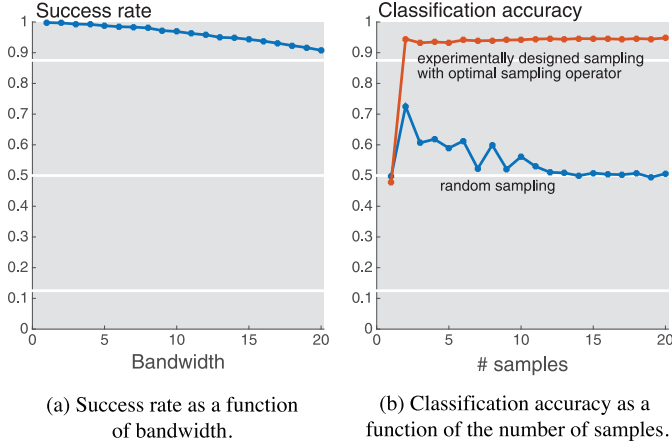 Success rate
1
0.9
0.8
0.7
0.6
0.5
0.4
0.3
0.2
0.1
0
0 5 10 15 20
Bandwidth
(a) Success rate as a function
of bandwidth.
Classification accuracy
1
0.9
0.8
0.7
0.6
0.5
0.4
0.3
0.2
0.1
0
0 5 10 15 20
experimentally designed sampling
with optimal sampling operator
random sampling
# samples
(b) Classification accuracy as a
function of the number of samples.